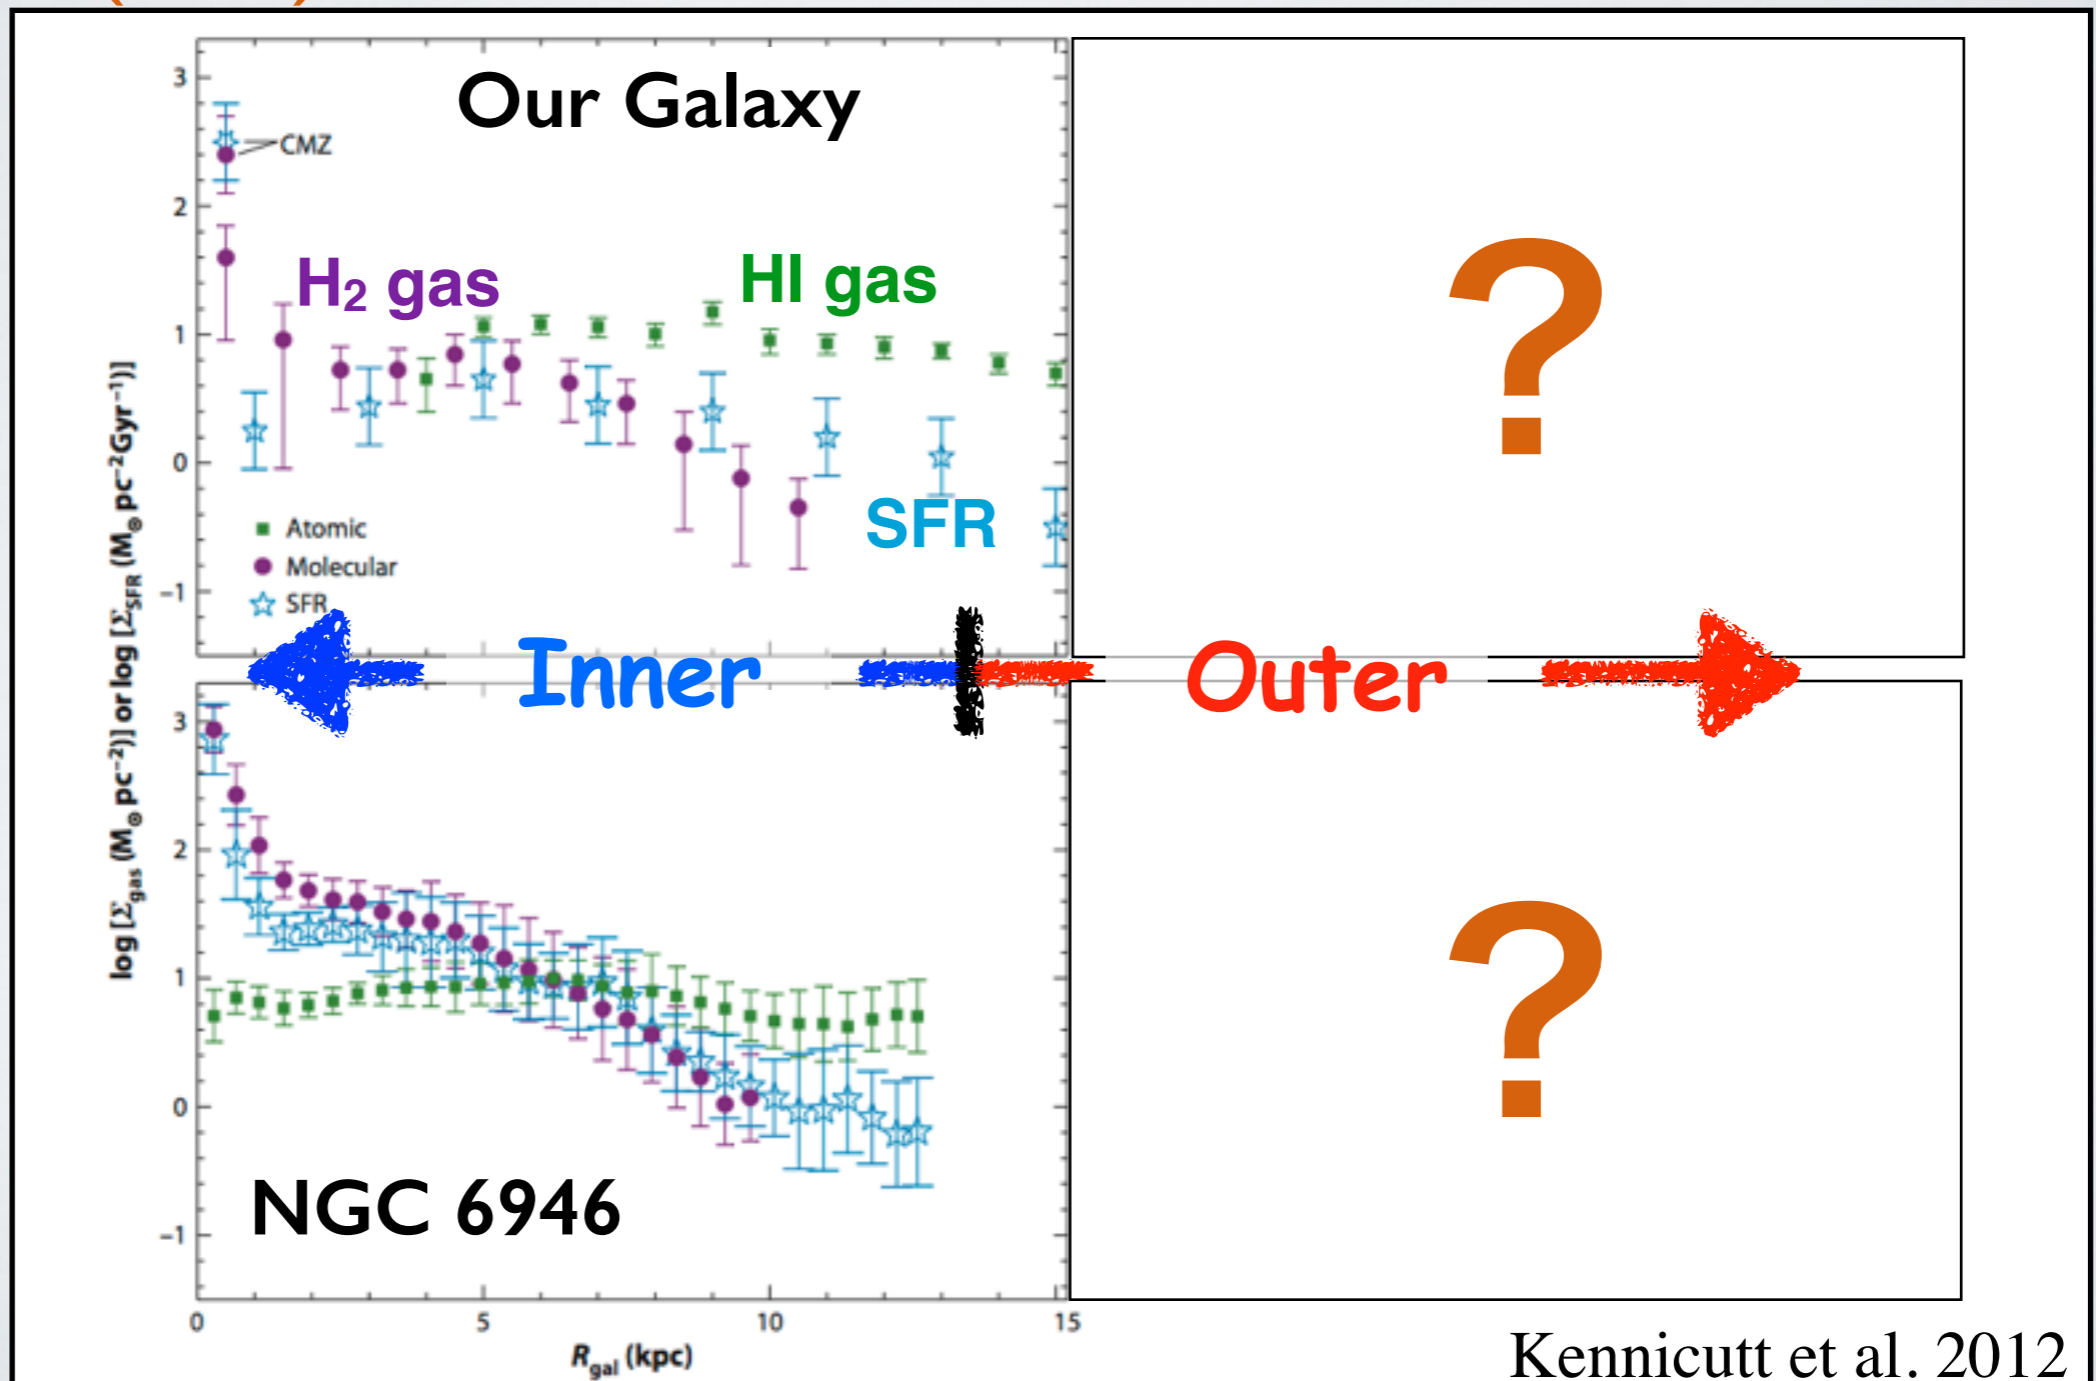 Our Galaxy
3
2
1
0
−1
CMZ
H₂ gas
HI gas
SFR
Atomic
Molecular
SFR
?
Inner
Outer
log [Σgas (M⊙ pc⁻²)] or log [ΣSFR (M⊙ pc⁻² Gyr⁻¹)]
3
2
1
0
−1
NGC 6946
?
0 5 10 15
Rgal (kpc)
Kennicutt et al. 2012